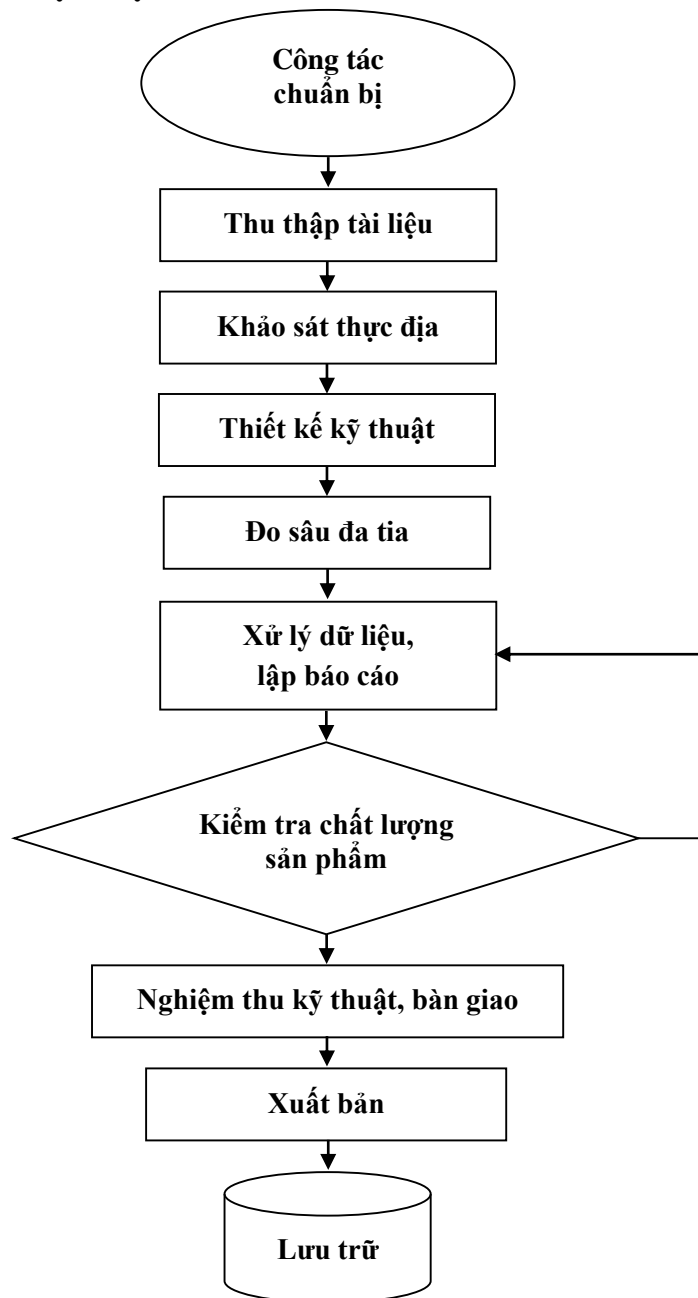 Công tác
chuẩn bị
Thu thập tài liệu
Khảo sát thực địa
Thiết kế kỹ thuật
Đo sâu đa tia
Xử lý dữ liệu,
lập báo cáo
Kiểm tra chất lượng
sản phẩm
Nghiệm thu kỹ thuật, bàn giao
Xuất bản
Lưu trữ